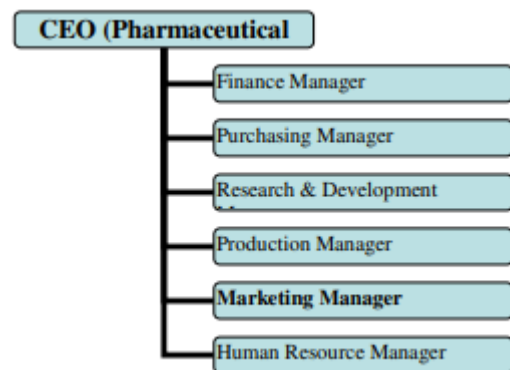 CEO (Pharmaceutical
Finance Manager
Purchasing Manager
Research & Development
Production Manager
Marketing Manager
Human Resource Manager